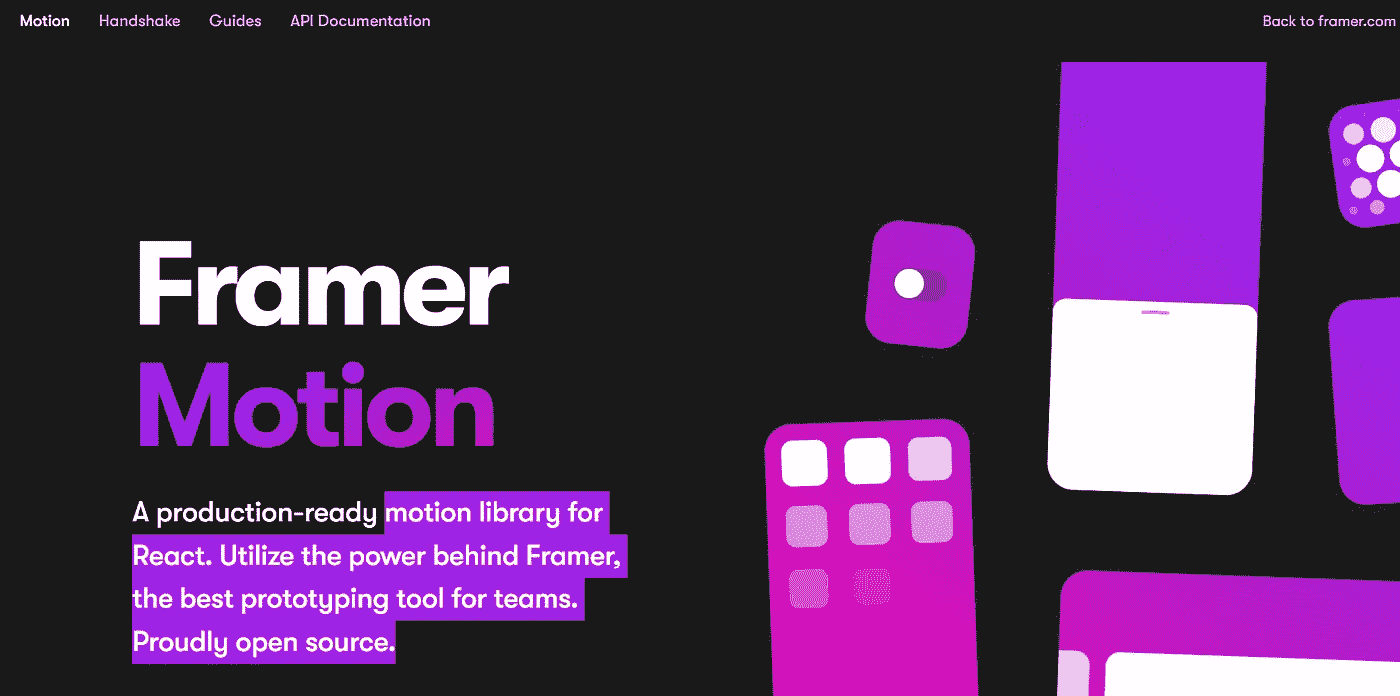 Motion Handshake Guides API Documentation Back to framer.com
Framer
Motion
A production-ready motion library for
React. Utilize the power behind Framer,
the best prototyping tool for teams.
Proudly open source.